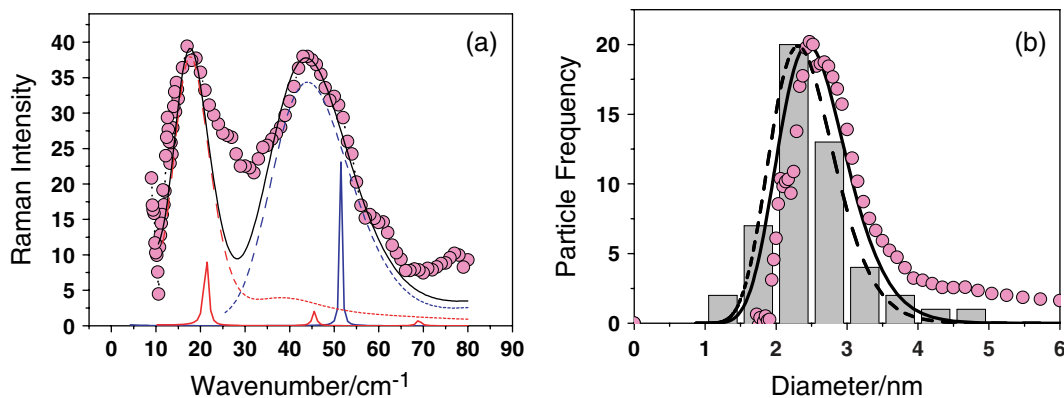 (a)
Raman Intensity
40
35
30
25
20
15
10
5
0
0 10 20 30 40 50 60 70 80 90
Wavenumber/cm⁻¹
(b)
Particle Frequency
20
15
10
5
0
0 1 2 3 4 5 6
Diameter/nm